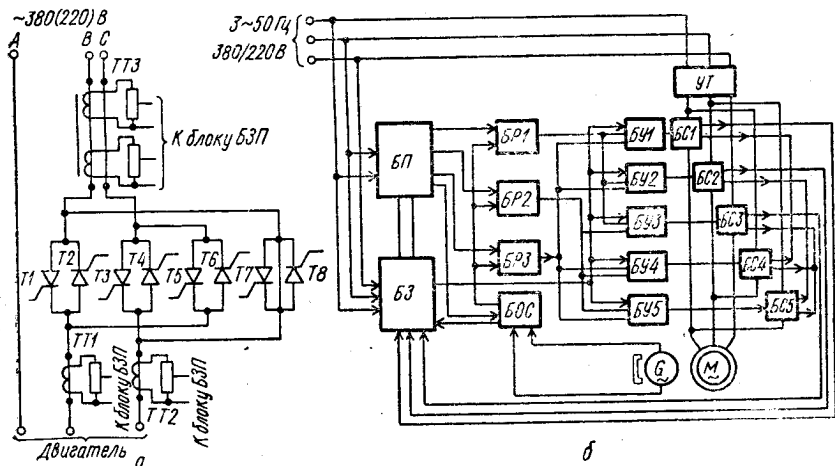 ~380(220) В
А
В С
ТТ3
К блоку БЗП
Т1 Т2 Т3 Т4 Т5 Т6 Т7 Т8
ТТ1
К блоку БЗП
ТТ2
К блоку БЗП
Двигатель
а
3~50 Гц
380/220 В
УТ
БП
БР1
БУ1
БС1
БР2
БУ2
БС2
БУ3
БС3
БР3
БЗ
БУ4
БС4
БОС
БУ5
БС5
G
М
б